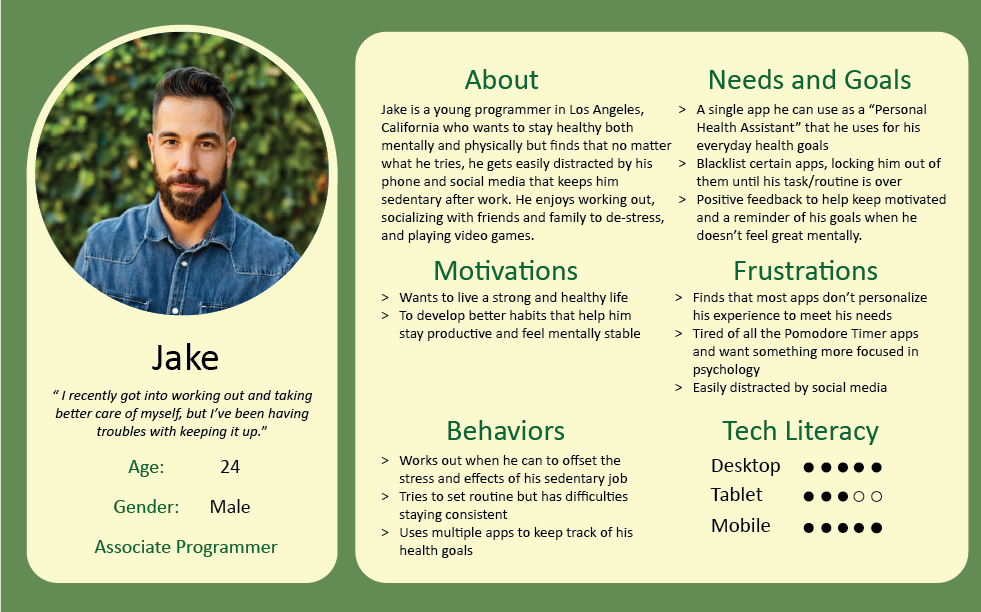 Jake
“ I recently got into working out and taking
better care of myself, but I’ve been having
troubles with keeping it up.”
Age: 24
Gender: Male
Associate Programmer
About
Jake is a young programmer in Los Angeles,
California who wants to stay healthy both
mentally and physically but finds that no matter
what he tries, he gets easily distracted by his
phone and social media that keeps him
sedentary after work. He enjoys working out,
socializing with friends and family to de-stress,
and playing video games.
Needs and Goals
> A single app he can use as a “Personal
Health Assistant” that he uses for his
everyday health goals
> Blacklist certain apps, locking him out of
them until his task/routine is over
> Positive feedback to help keep motivated
and a reminder of his goals when he
doesn’t feel great mentally.
Motivations
> Wants to live a strong and healthy life
> To develop better habits that help him
stay productive and feel mentally stable
Frustrations
> Finds that most apps don’t personalize
his experience to meet his needs
> Tired of all the Pomodore Timer apps
and want something more focused in
psychology
> Easily distracted by social media
Behaviors
> Works out when he can to offset the
stress and effects of his sedentary job
> Tries to set routine but has difficulties
staying consistent
> Uses multiple apps to keep track of his
health goals
Tech Literacy
Desktop
Tablet
Mobile